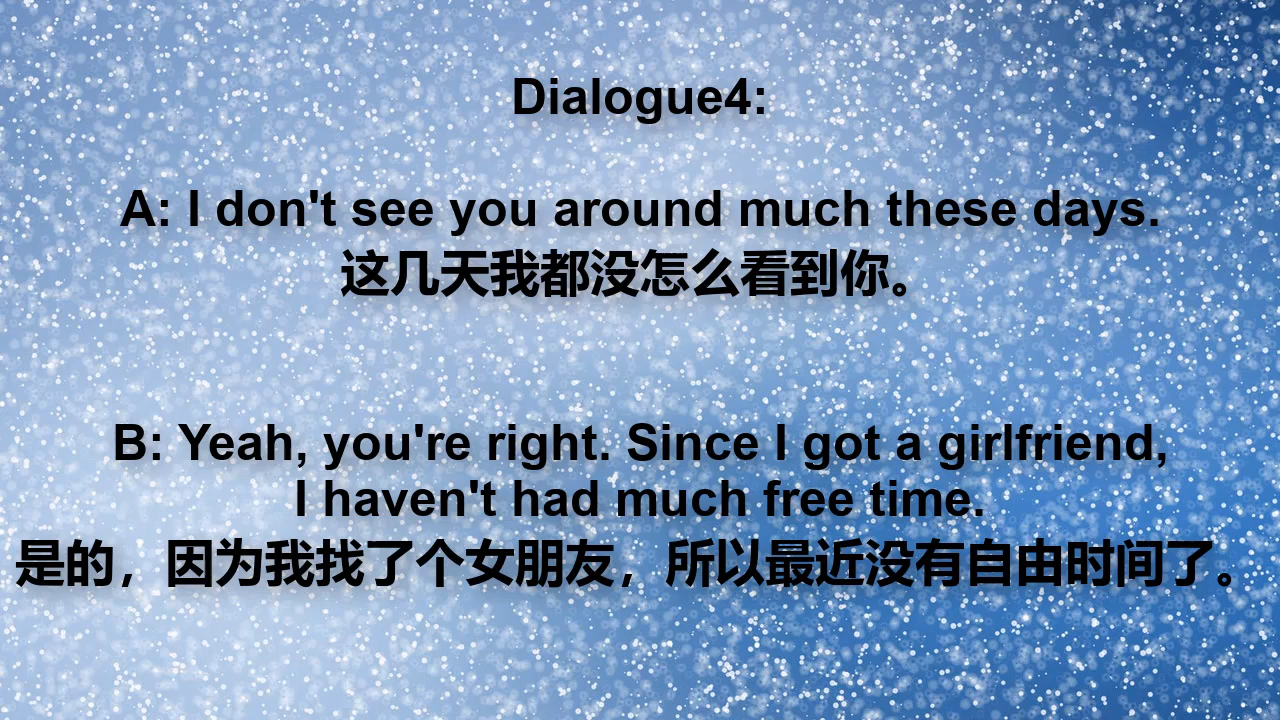 Dialogue4:
A: I don't see you around much these days.
这几天我都没怎么看到你。
B: Yeah, you're right. Since I got a girlfriend,
I haven't had much free time.
是的，因为我找了个女朋友，所以最近没有自由时间了。